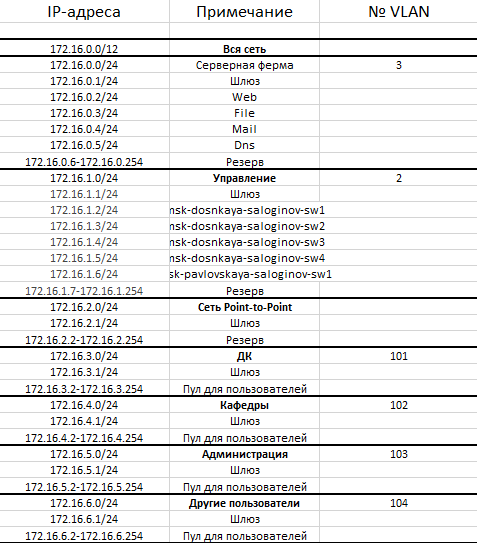 IP-адреса Примечание № VLAN
172.16.0.0/12 Вся сеть
172.16.0.0/24 Серверная ферма 3
172.16.0.1/24 Шлюз
172.16.0.2/24 Web
172.16.0.3/24 File
172.16.0.4/24 Mail
172.16.0.5/24 Dns
172.16.0.6-172.16.0.254 Резерв
172.16.1.0/24 Управление 2
172.16.1.1/24 Шлюз
172.16.1.2/24 msk-dosnkaya-saloginov-sw1
172.16.1.3/24 msk-dosnkaya-saloginov-sw2
172.16.1.4/24 msk-dosnkaya-saloginov-sw3
172.16.1.5/24 msk-dosnkaya-saloginov-sw4
172.16.1.6/24 sk-pavlovskaya-saloginov-sw1
172.16.1.7-172.16.1.254 Резерв
172.16.2.0/24 Сеть Point-to-Point
172.16.2.1/24 Шлюз
172.16.2.2-172.16.2.254 Резерв
172.16.3.0/24 ДК 101
172.16.3.1/24 Шлюз
172.16.3.2-172.16.3.254 Пул для пользователей
172.16.4.0/24 Кафедры 102
172.16.4.1/24 Шлюз
172.16.4.2-172.16.4.254 Пул для пользователей
172.16.5.0/24 Администрация 103
172.16.5.1/24 Шлюз
172.16.5.2-172.16.5.254 Пул для пользователей
172.16.6.0/24 Другие пользователи 104
172.16.6.1/24 Шлюз
172.16.6.2-172.16.6.254 Пул для пользователей